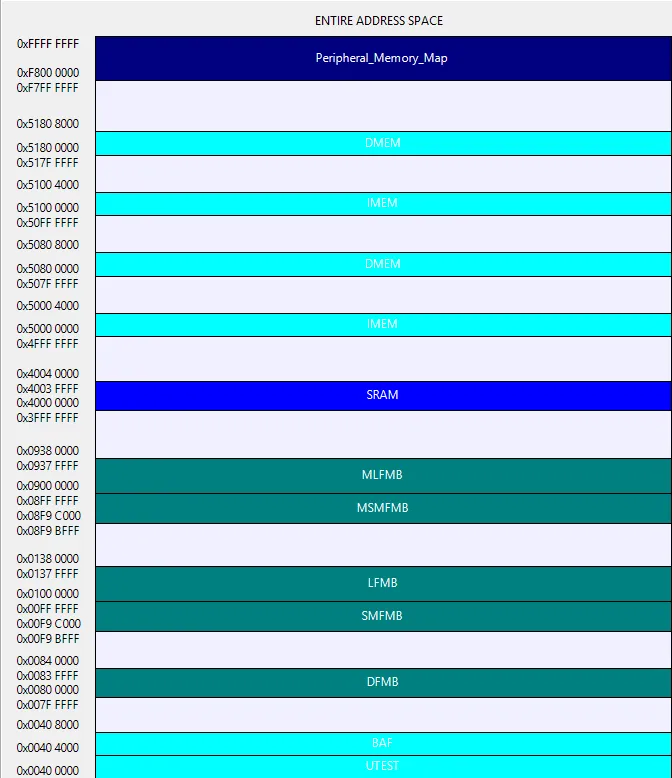 ENTIRE ADDRESS SPACE
0xFFFF FFFF
Peripheral_Memory_Map
0xF800 0000
0xF7FF FFFF
0x5180 8000
DMEM
0x5180 0000
0x517F FFFF
0x5100 4000
IMEM
0x5100 0000
0x50FF FFFF
0x5080 8000
DMEM
0x5080 0000
0x507F FFFF
0x5000 4000
IMEM
0x5000 0000
0x4FFF FFFF
0x4004 0000
0x4003 FFFF
SRAM
0x4000 0000
0x3FFF FFFF
0x0938 0000
0x0937 FFFF
MLFMB
0x0900 0000
0x08FF FFFF
MSMFMB
0x08F9 C000
0x08F9 BFFF
0x0138 0000
0x0137 FFFF
LFMB
0x0100 0000
0x00FF FFFF
SMFMB
0x00F9 C000
0x00F9 BFFF
0x0084 0000
0x0083 FFFF
DFMB
0x0080 0000
0x007F FFFF
0x0040 8000
BAF
0x0040 4000
UTEST
0x0040 0000